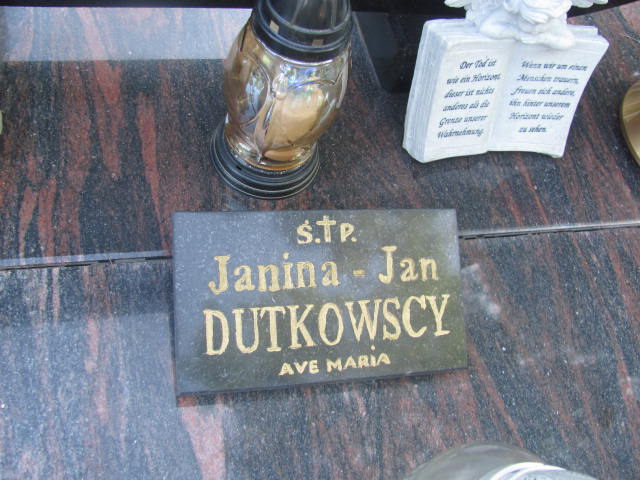 Der Tod ist
wie ein Horizont,
dieser ist nichts
anderes als die
Grenze unserer
Wahrnehmung.
Wenn wir um einen
Menschen trauern,
freuen sich andere,
ihn hinter unserem
Horizont wieder
zu sehen.
Ś.†P.
Janina - Jan
DUTKOWSCY
AVE MARIA